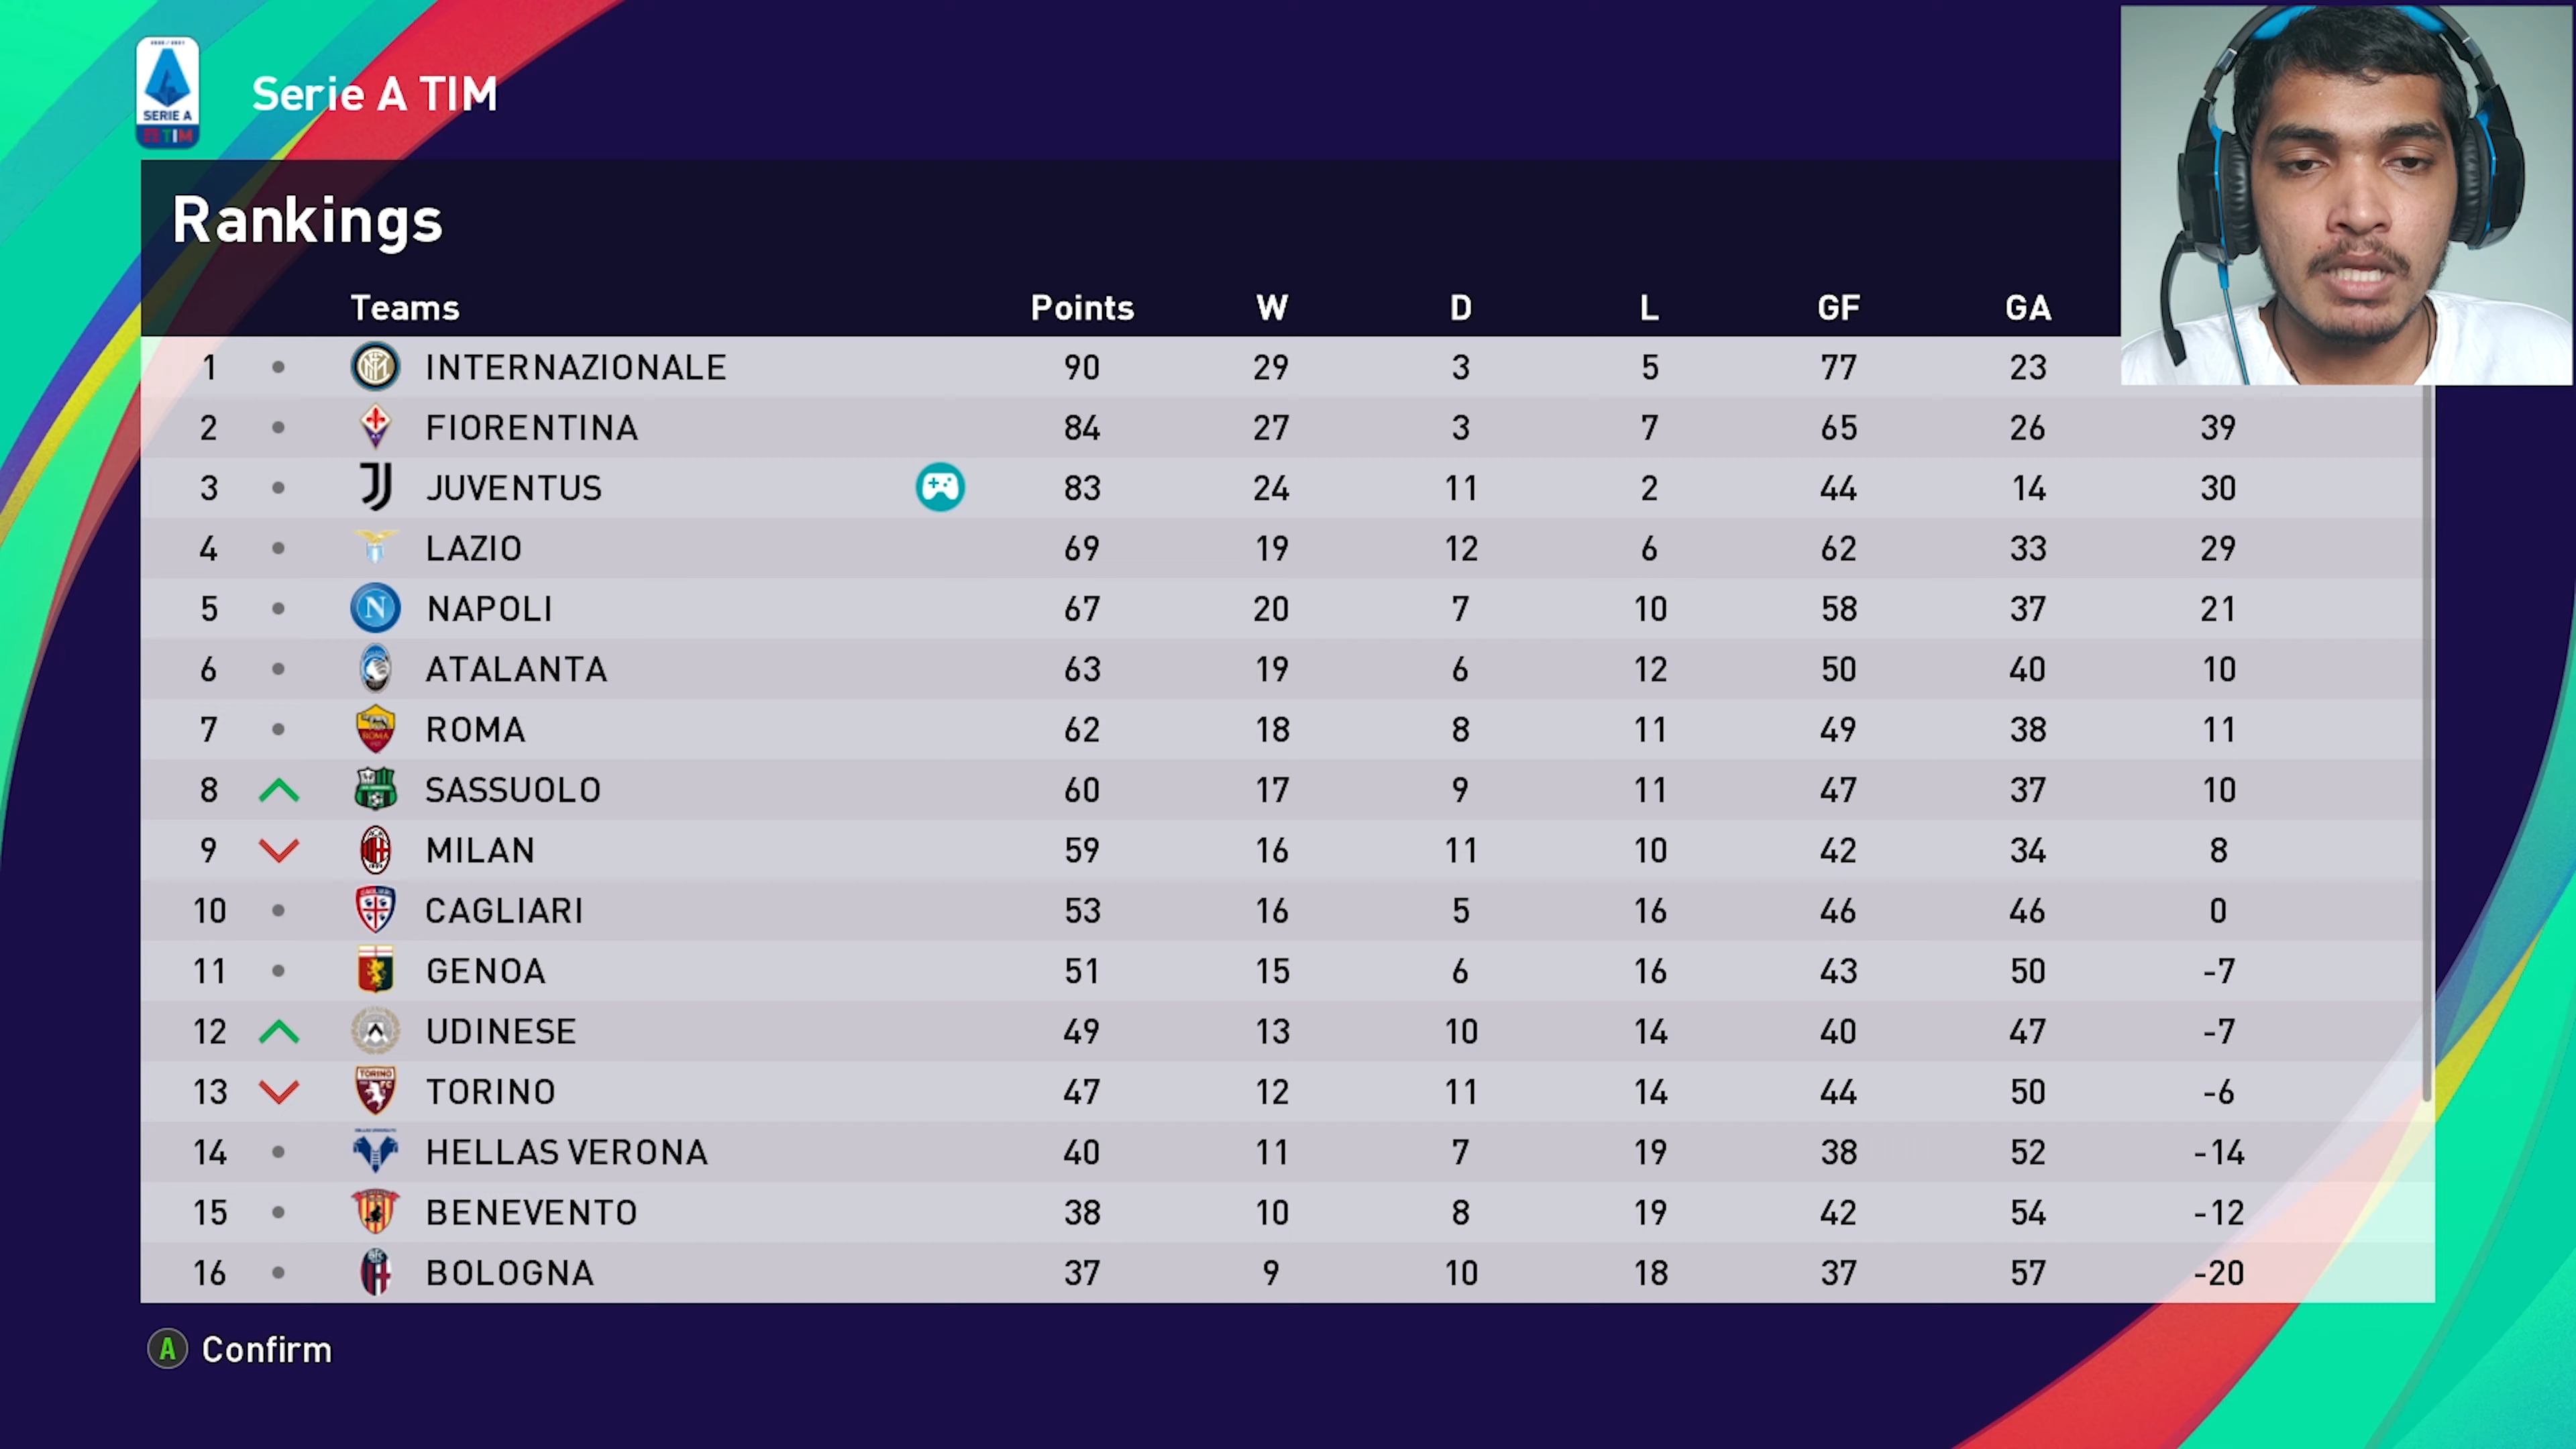 SERIE A
TIM
Serie A TIM
Rankings
Teams Points W D L GF GA
1 INTERNAZIONALE 90 29 3 5 77 23
2 FIORENTINA 84 27 3 7 65 26 39
3 JUVENTUS 83 24 11 2 44 14 30
4 LAZIO 69 19 12 6 62 33 29
5 N NAPOLI 67 20 7 10 58 37 21
6 ATALANTA 63 19 6 12 50 40 10
7 ROMA ROMA 62 18 8 11 49 38 11
8 SASSUOLO 60 17 9 11 47 37 10
9 MILAN 59 16 11 10 42 34 8
10 CAGLIARI 53 16 5 16 46 46 0
11 GENOA 51 15 6 16 43 50 -7
12 UDINESE 49 13 10 14 40 47 -7
13 TORINO TORINO 47 12 11 14 44 50 -6
14 HELLAS VERONA 40 11 7 19 38 52 -14
15 BENEVENTO 38 10 8 19 42 54 -12
16 BOLOGNA 37 9 10 18 37 57 -20
A Confirm